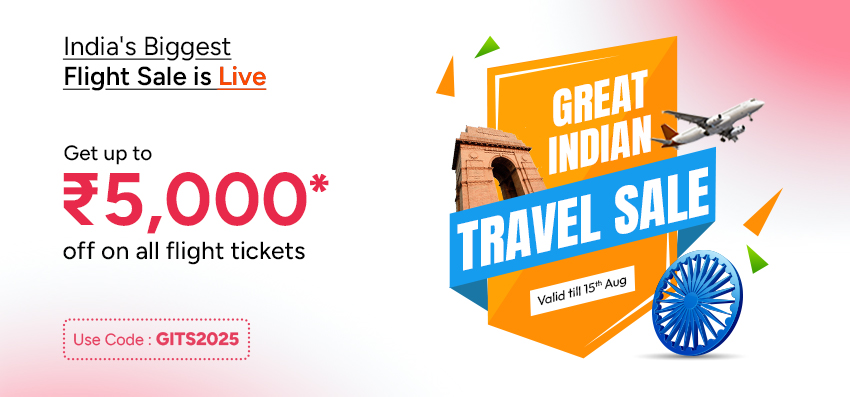 India's Biggest
Flight Sale is Live
Get up to
₹5,000*
off on all flight tickets
Use Code : GITS2025
GREAT
INDIAN
TRAVEL SALE
Valid till 15th Aug